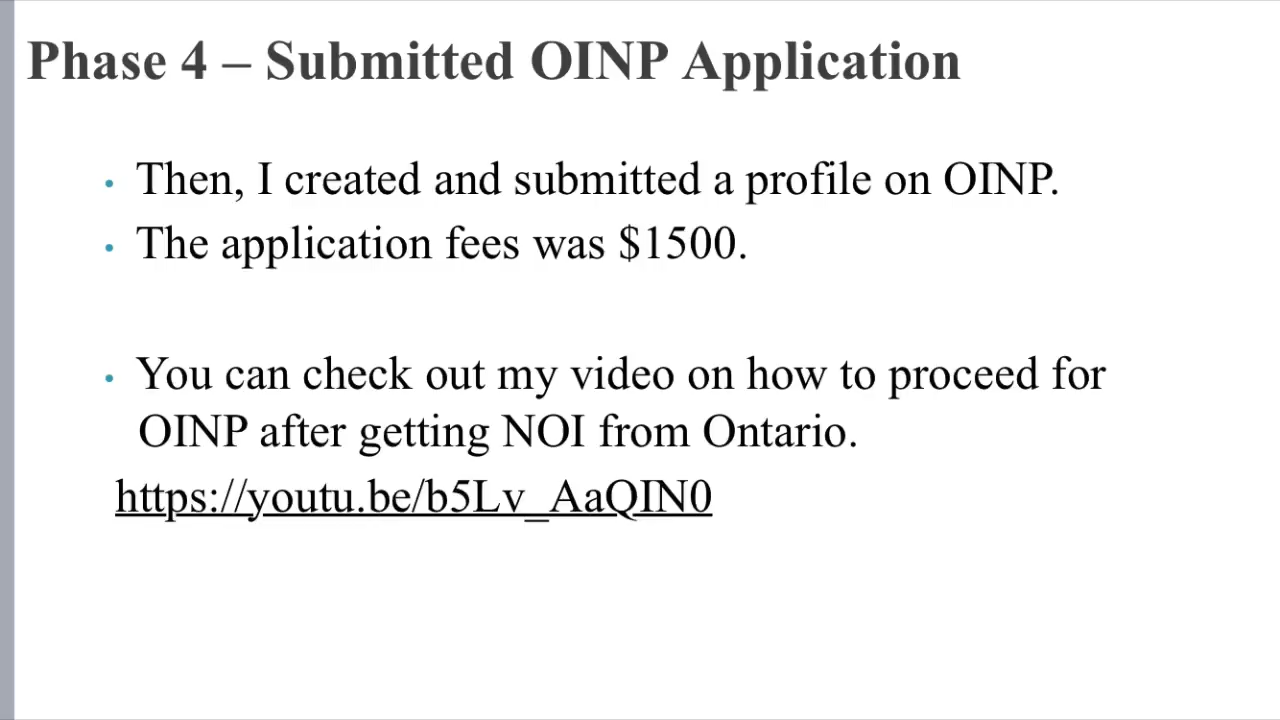 Phase 4 – Submitted OINP Application
• Then, I created and submitted a profile on OINP.
• The application fees was $1500.
• You can check out my video on how to proceed for
OINP after getting NOI from Ontario.
https://youtu.be/b5Lv_AaQIN0